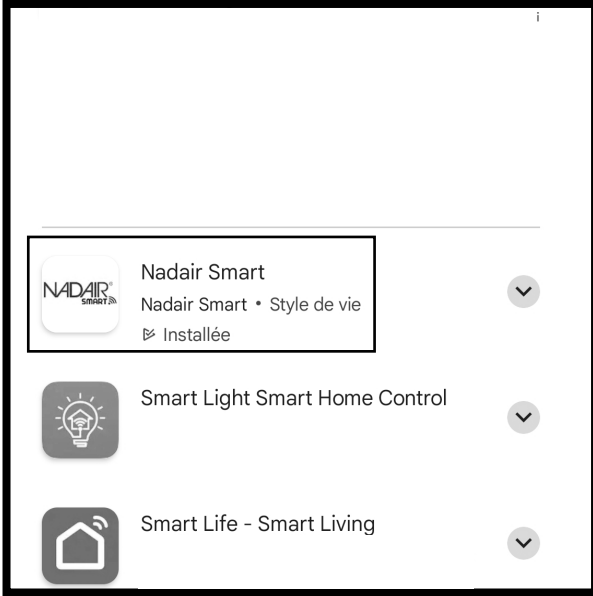 NADAIR®
SMART
Nadair Smart
Nadair Smart • Style de vie
Installée
Smart Light Smart Home Control
Smart Life - Smart Living